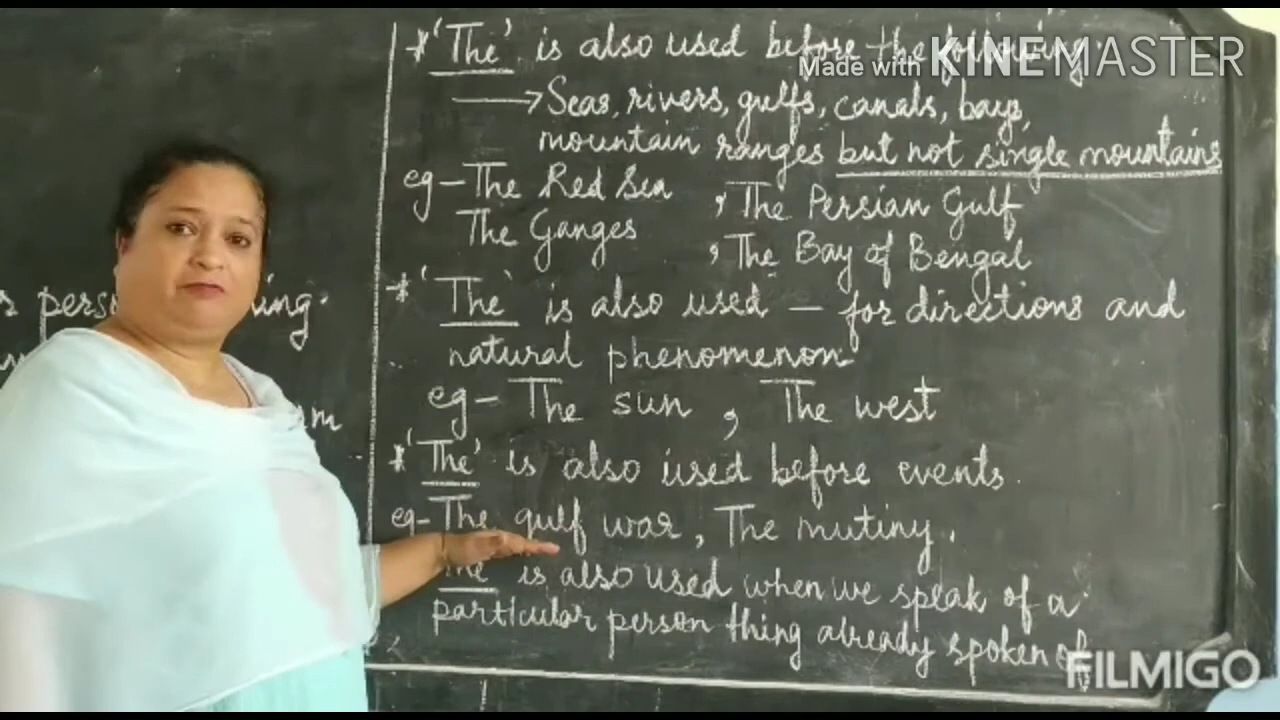 *'The' is also used before the following.
Made with KINEMASTER
→ Seas, rivers, gulfs, canals, bays,
mountain ranges but not single mountains
eg- The Red Sea , The Persian Gulf
The Ganges , The Bay of Bengal
* 'The' is also used – for directions and
natural phenomenon
eg- The sun , The west
* 'The' is also used before events.
eg- The gulf war, The mutiny.
'The' is also used when we speak of a
particular person thing already spoken of
FILMIGO